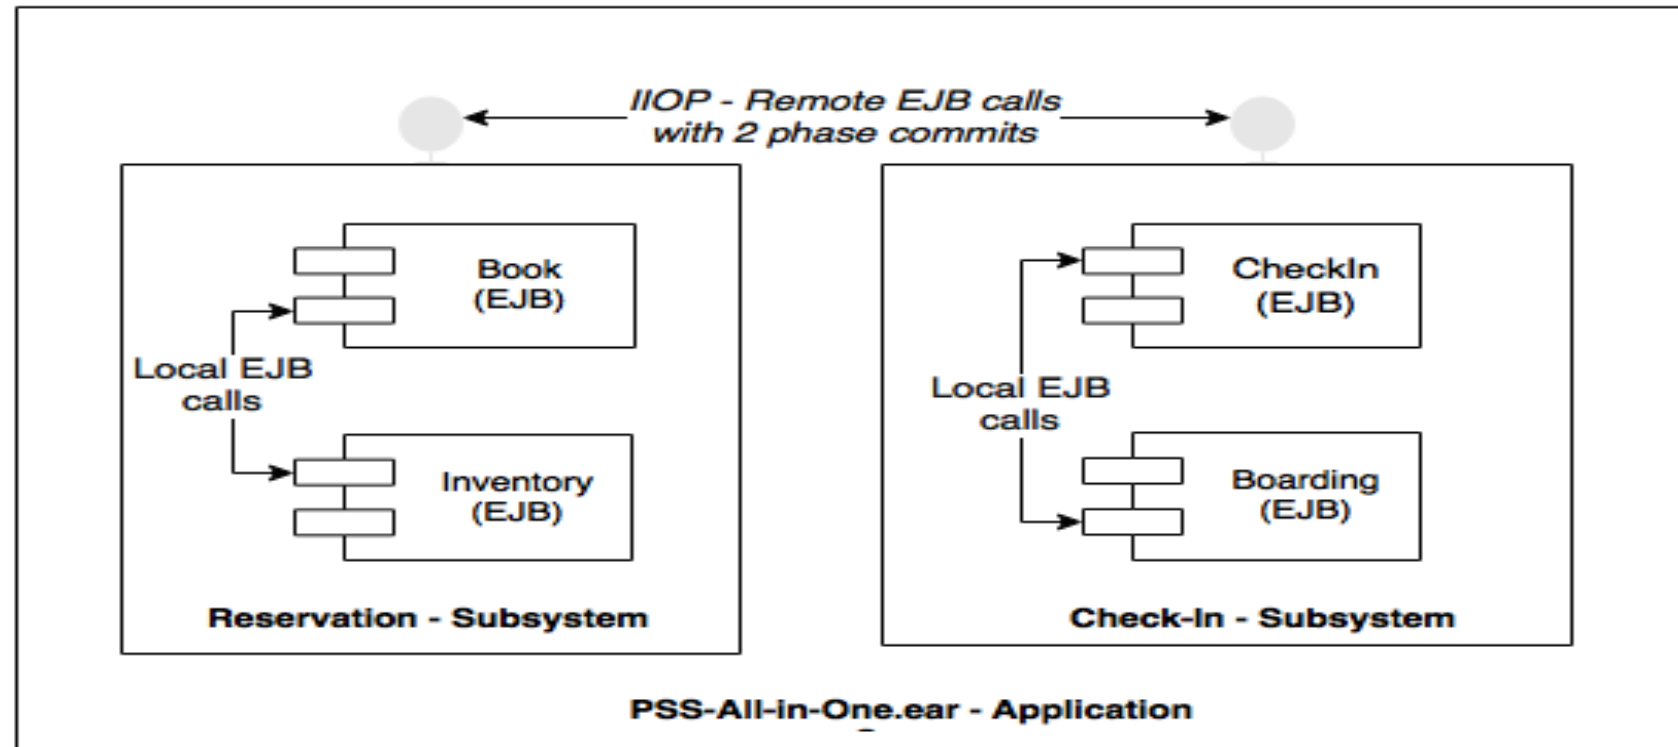 IIOP - Remote EJB calls
with 2 phase commits
Book
(EJB)
Local EJB
calls
Inventory
(EJB)
Reservation - Subsystem
CheckIn
(EJB)
Local EJB
calls
Boarding
(EJB)
Check-In - Subsystem
PSS-All-in-One.ear - Application